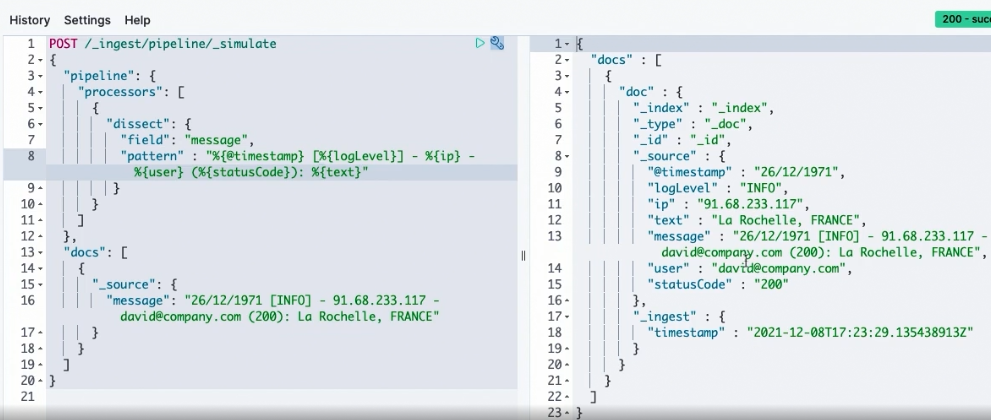 History Settings Help
200 - succ
1 POST /_ingest/pipeline/_simulate
2 {
3 "pipeline": {
4 "processors": [
5 {
6 "dissect": {
7 "field": "message",
8 "pattern" : "%{@timestamp} [%{logLevel}] - %{ip} -
%{user} (%{statusCode}): %{text}"
9 }
10 }
11 ]
12 },
13 "docs": [
14 {
15 "_source": {
16 "message": "26/12/1971 [INFO] - 91.68.233.117 -
david@company.com (200): La Rochelle, FRANCE"
17 }
18 }
19 ]
20 }
21
1 {
2 "docs" : [
3 {
4 "doc" : {
5 "_index" : "_index",
6 "_type" : "_doc",
7 "_id" : "_id",
8 "_source" : {
9 "@timestamp" : "26/12/1971",
10 "logLevel" : "INFO",
11 "ip" : "91.68.233.117",
12 "text" : "La Rochelle, FRANCE",
13 "message" : "26/12/1971 [INFO] - 91.68.233.117 -
david@company.com (200): La Rochelle, FRANCE",
14 "user" : "david@company.com",
15 "statusCode" : "200"
16 },
17 "_ingest" : {
18 "timestamp" : "2021-12-08T17:23:29.135438913Z"
19 }
20 }
21 }
22 ]
23 }